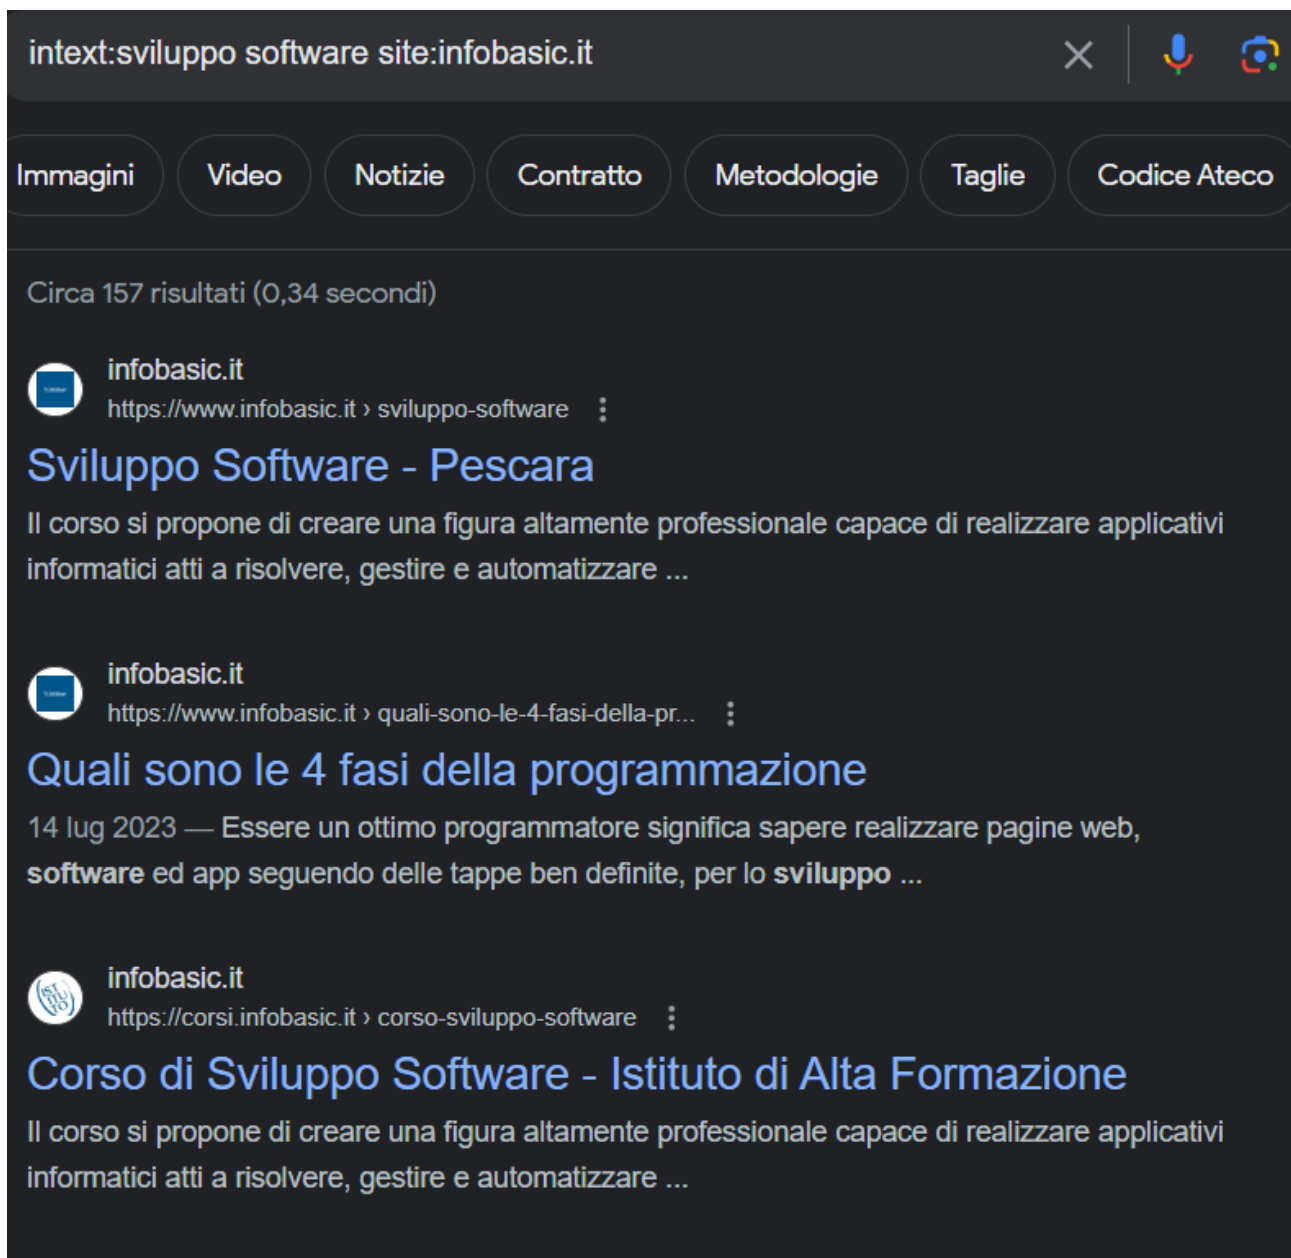 intext:sviluppo software site:infobasic.it
Immagini Video Notizie Contratto Metodologie Taglie Codice Ateco
Circa 157 risultati (0,34 secondi)
infobasic.it
https://www.infobasic.it › sviluppo-software
Sviluppo Software - Pescara
Il corso si propone di creare una figura altamente professionale capace di realizzare applicativi
informatici atti a risolvere, gestire e automatizzare ...
infobasic.it
https://www.infobasic.it › quali-sono-le-4-fasi-della-pr...
Quali sono le 4 fasi della programmazione
14 lug 2023 — Essere un ottimo programmatore significa sapere realizzare pagine web,
software ed app seguendo delle tappe ben definite, per lo sviluppo ...
ISTITUTO
infobasic.it
https://corsi.infobasic.it › corso-sviluppo-software
Corso di Sviluppo Software - Istituto di Alta Formazione
Il corso si propone di creare una figura altamente professionale capace di realizzare applicativi
informatici atti a risolvere, gestire e automatizzare ...